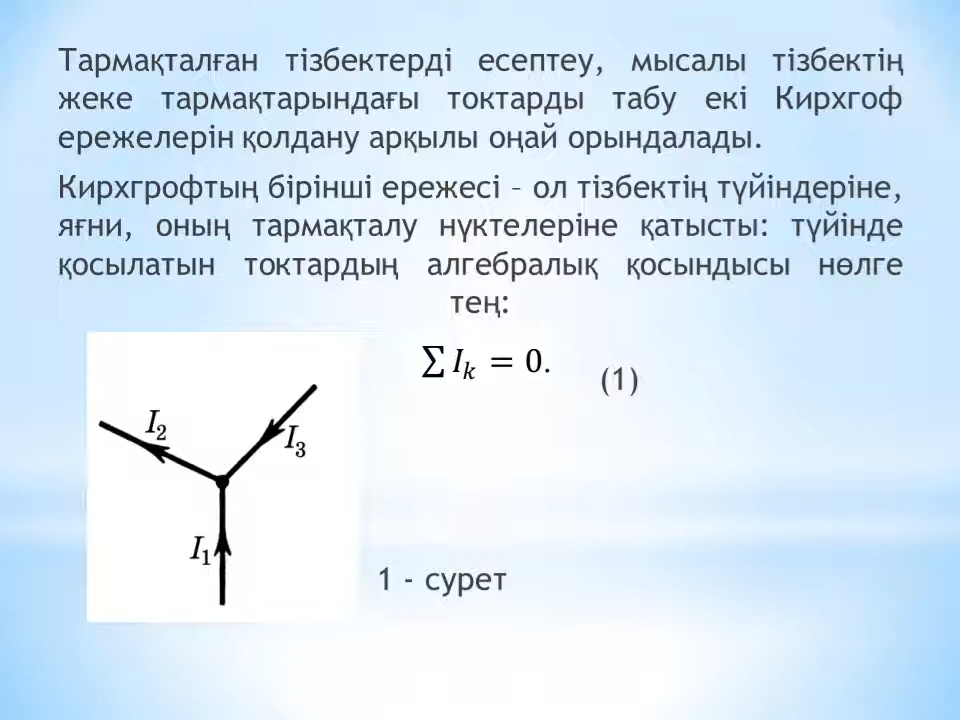 Тармақталған тізбектерді есептеу, мысалы тізбектің
жеке тармақтарындағы токтарды табу екі Кирхгоф
ережелерін қолдану арқылы оңай орындалады.
Кирхгрофтың бірінші ережесі – ол тізбектің түйіндеріне,
яғни, оның тармақталу нүктелеріне қатысты: түйінде
қосылатын токтардың алгебралық қосындысы нөлге
тең:
∑ I_k = 0.
(1)
I_2
I_3
I_1
1 - сурет